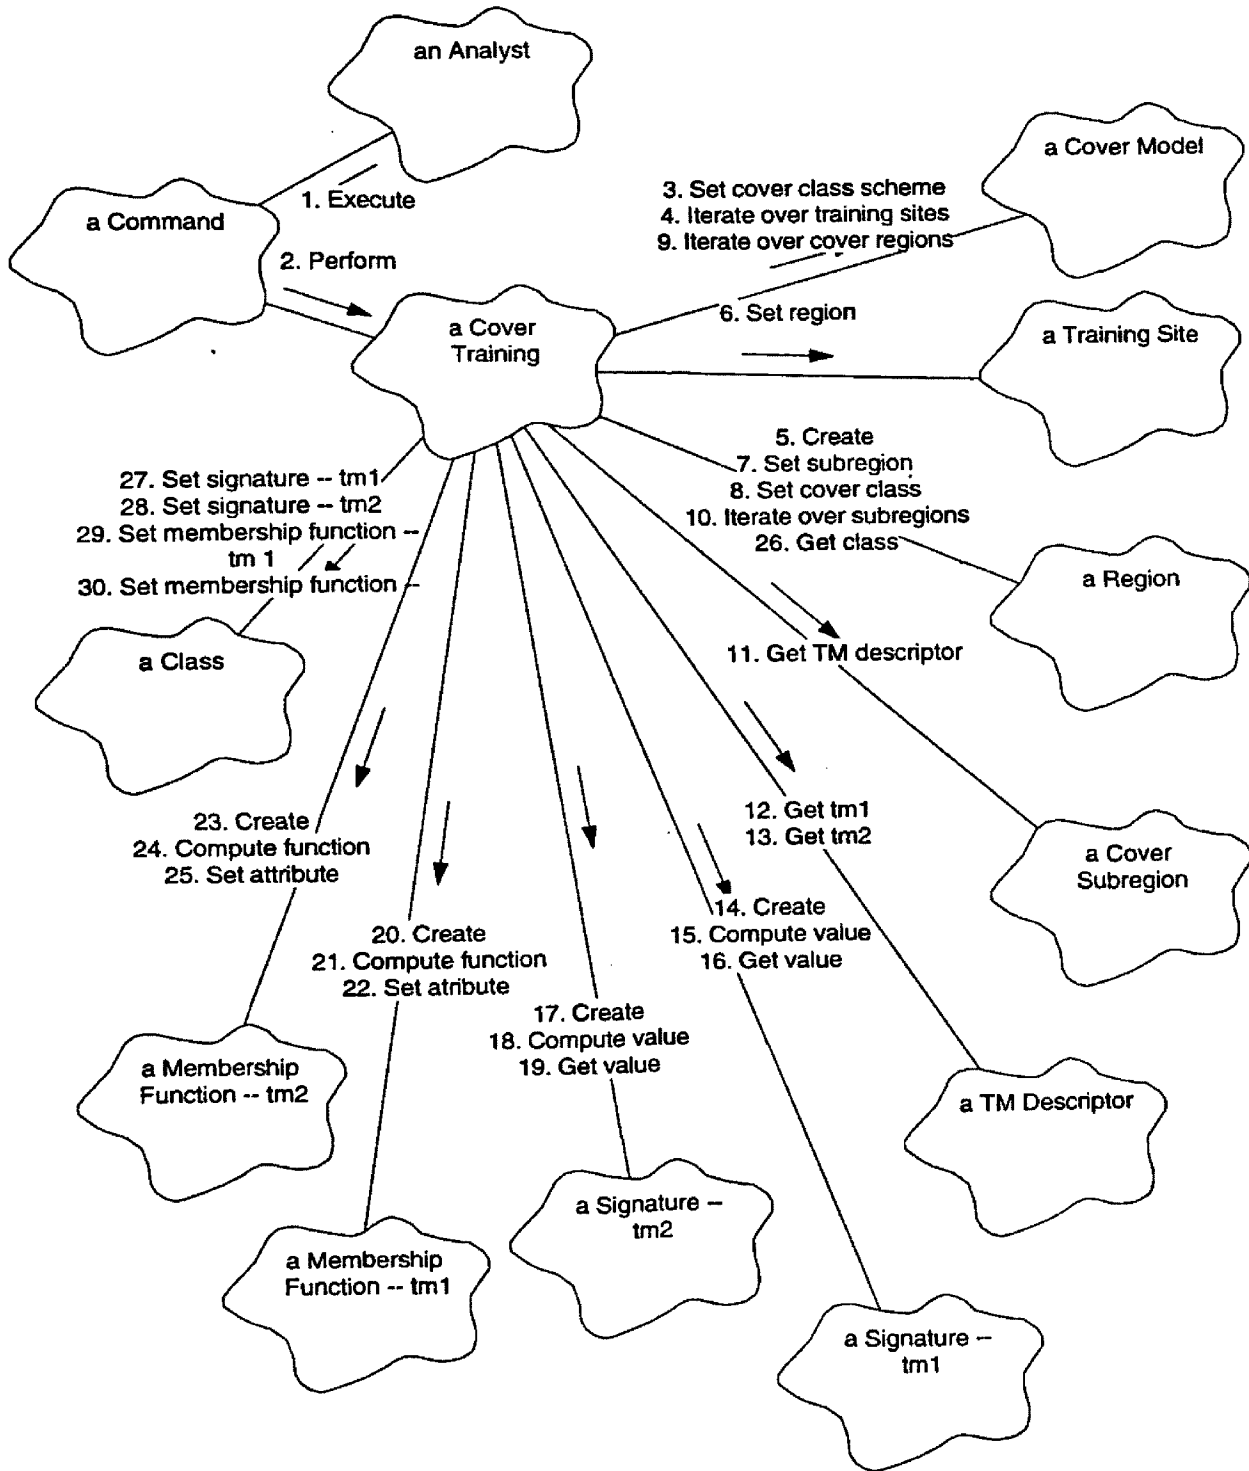 an Analyst
a Command
1. Execute
2. Perform
a Cover Model
3. Set cover class scheme
4. Iterate over training sites
9. Iterate over cover regions
a Cover
Training
6. Set region
a Training Site
5. Create
7. Set subregion
8. Set cover class
10. Iterate over subregions
26. Get class
a Region
27. Set signature -- tm1
28. Set signature -- tm2
29. Set membership function --
tm 1
30. Set membership function --
a Class
11. Get TM descriptor
a Cover
Subregion
12. Get tm1
13. Get tm2
a TM Descriptor
23. Create
24. Compute function
25. Set attribute
20. Create
21. Compute function
22. Set atribute
14. Create
15. Compute value
16. Get value
17. Create
18. Compute value
19. Get value
a Membership
Function -- tm2
a Membership
Function -- tm1
a Signature --
tm2
a Signature --
tm1